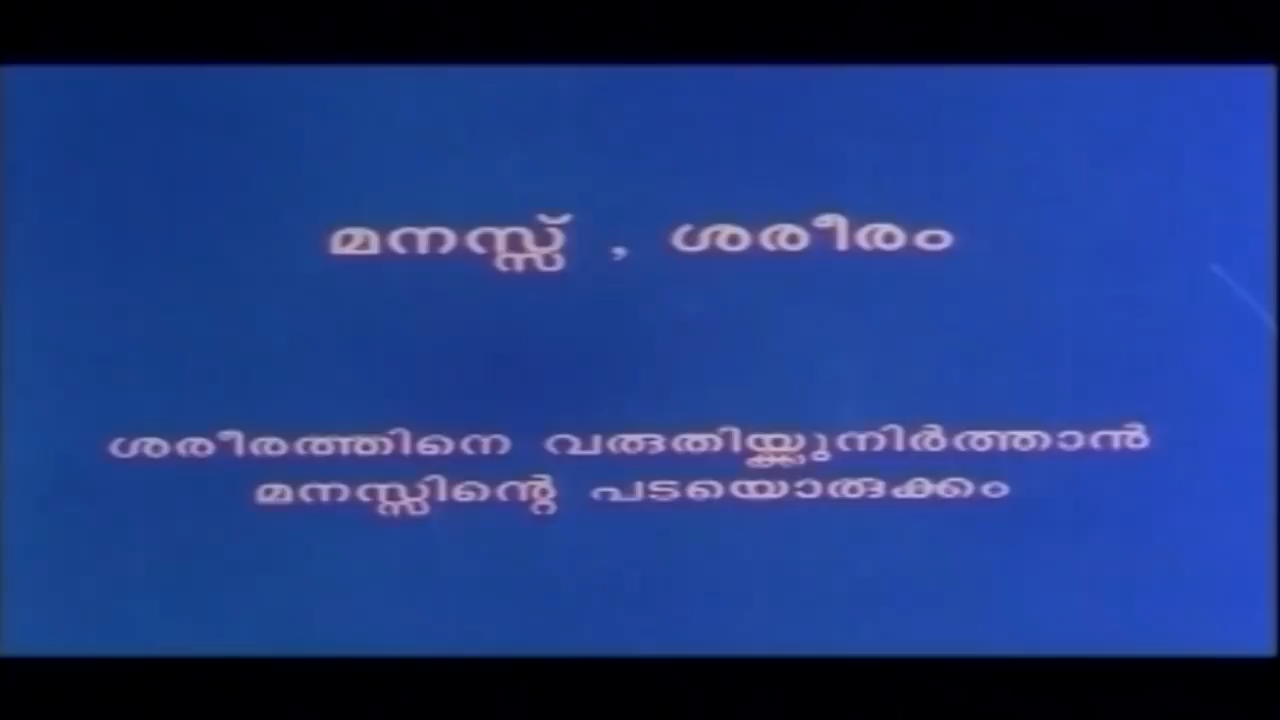 മനസ്സ് , ശരീരം
ശരീരത്തിനെ വരുതിയ്ക്കുനിർത്താൻ
മനസ്സിന്റെ പടയൊരുക്കം